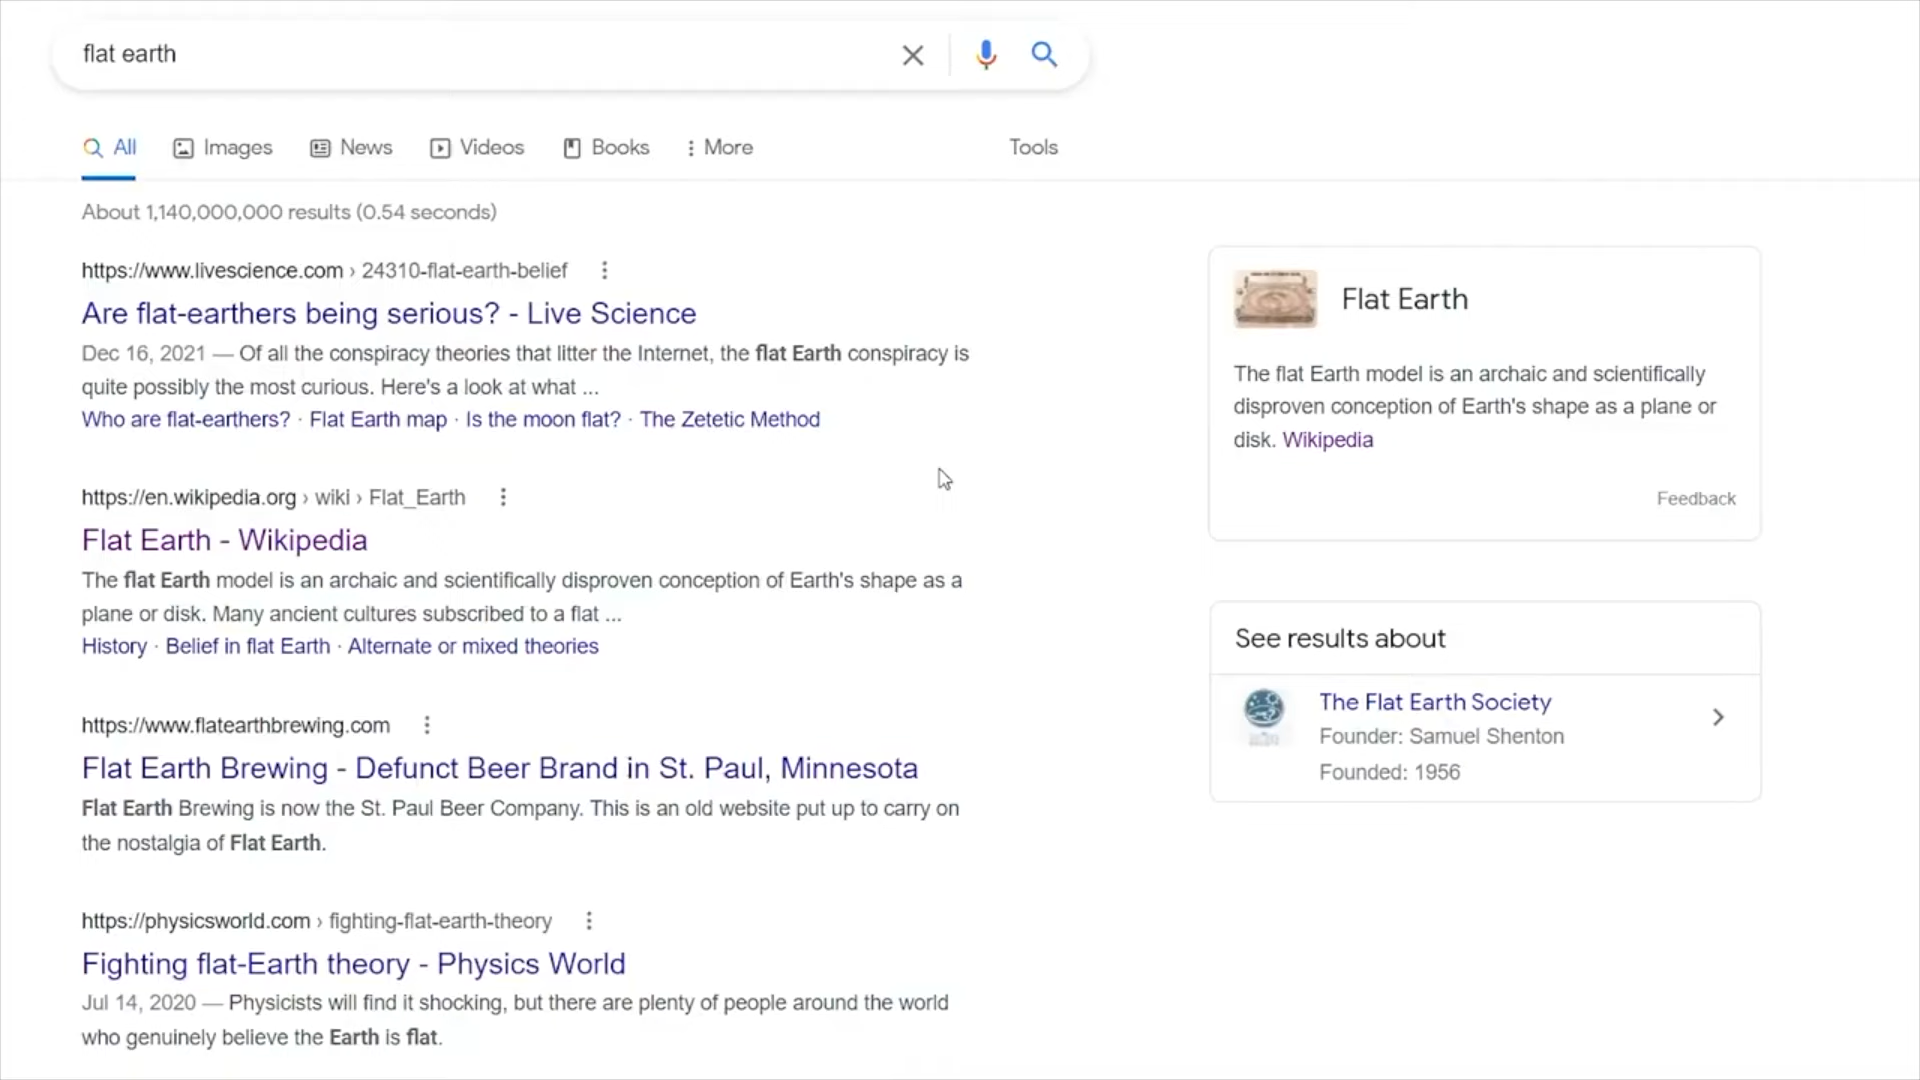 flat earth
All
Images
News
Videos
Books
More
Tools
About 1,140,000,000 results (0.54 seconds)
https://www.livescience.com › 24310-flat-earth-belief
Are flat-earthers being serious? - Live Science
Dec 16, 2021 — Of all the conspiracy theories that litter the Internet, the flat Earth conspiracy is
quite possibly the most curious. Here's a look at what ...
Who are flat-earthers? · Flat Earth map · Is the moon flat? · The Zetetic Method
https://en.wikipedia.org › wiki › Flat_Earth
Flat Earth - Wikipedia
The flat Earth model is an archaic and scientifically disproven conception of Earth's shape as a
plane or disk. Many ancient cultures subscribed to a flat ...
History · Belief in flat Earth · Alternate or mixed theories
https://www.flatearthbrewing.com
Flat Earth Brewing - Defunct Beer Brand in St. Paul, Minnesota
Flat Earth Brewing is now the St. Paul Beer Company. This is an old website put up to carry on
the nostalgia of Flat Earth.
https://physicsworld.com › fighting-flat-earth-theory
Fighting flat-Earth theory - Physics World
Jul 14, 2020 — Physicists will find it shocking, but there are plenty of people around the world
who genuinely believe the Earth is flat.
Flat Earth
The flat Earth model is an archaic and scientifically
disproven conception of Earth's shape as a plane or
disk. Wikipedia
Feedback
See results about
The Flat Earth Society
Founder: Samuel Shenton
Founded: 1956